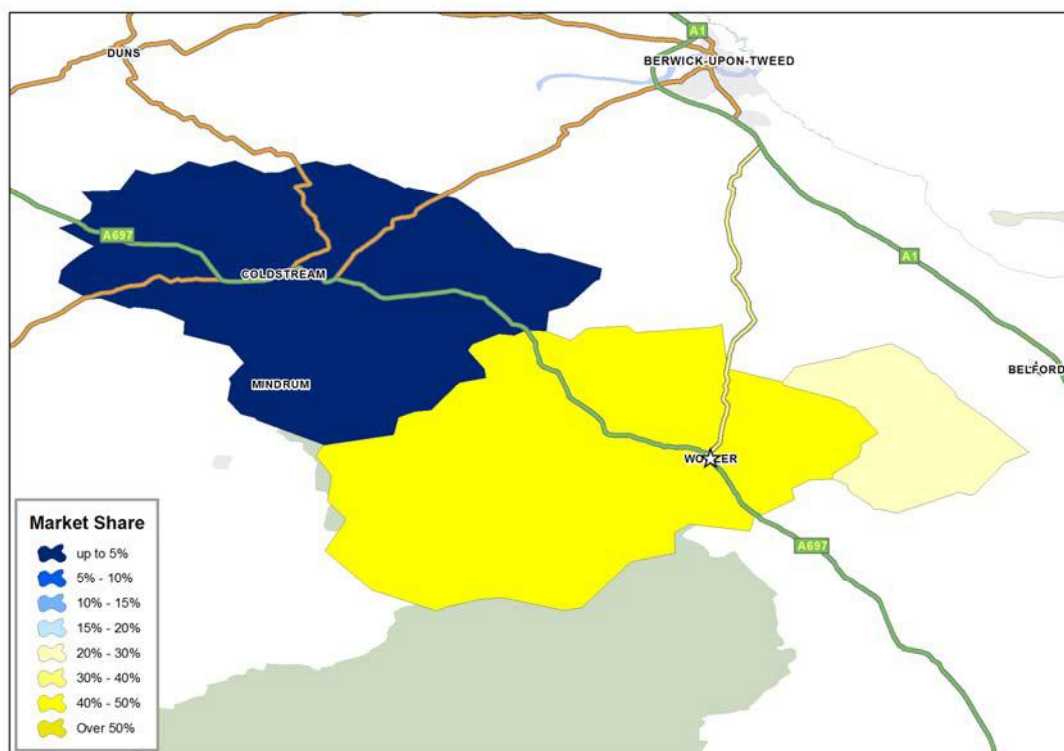 A1
DUNS
BERWICK-UPON-TWEED
A697
A1
COLDSTREAM
BELFORD
MINDRUM
A697
Market Share
up to 5%
5% - 10%
10% - 15%
15% - 20%
20% - 30%
30% - 40%
40% - 50%
Over 50%